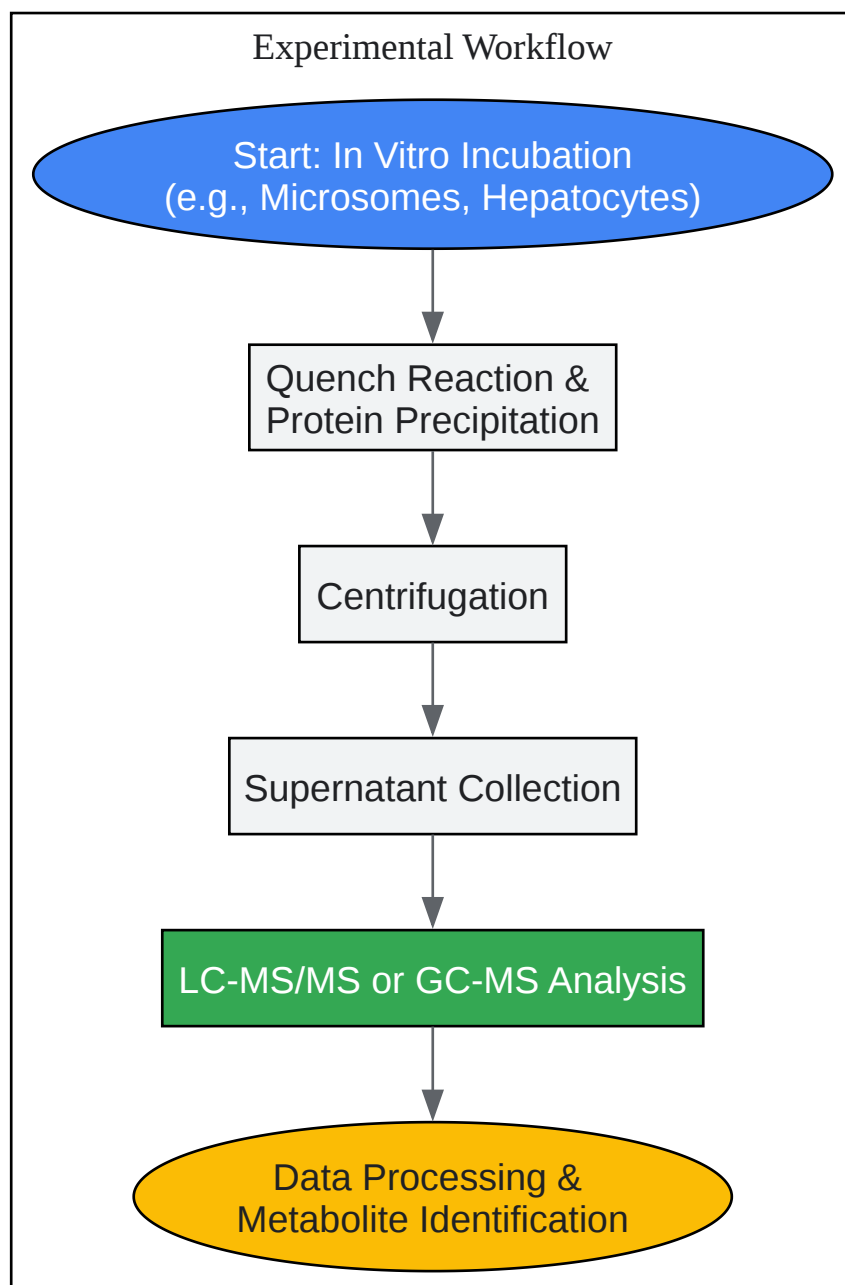 Experimental Workflow
Start: In Vitro Incubation
(e.g., Microsomes, Hepatocytes)
Quench Reaction &
Protein Precipitation
Centrifugation
Supernatant Collection
LC-MS/MS or GC-MS Analysis
Data Processing &
Metabolite Identification